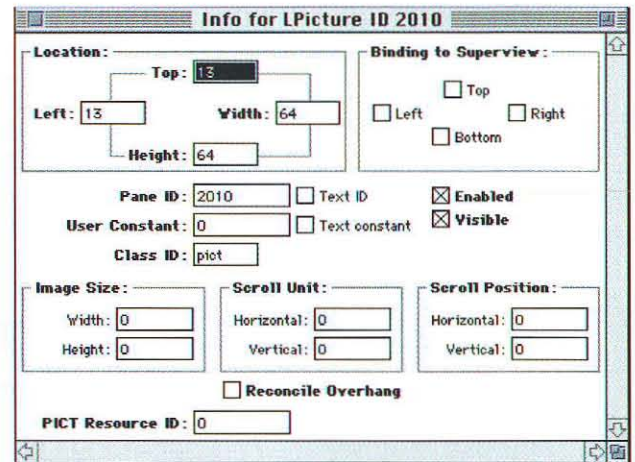 Info for LPicture ID 2010
Location:
Binding to Superview:
Top: 13
Top
Left: 13
Width: 64
Left
Right
Bottom
Height: 64
Pane ID: 2010
Text ID
Enabled
User Constant: 0
Text constant
Visible
Class ID: pict
Image Size:
Scroll Unit:
Scroll Position:
Width: 0
Horizontal: 0
Horizontal: 0
Height: 0
Vertical: 0
Vertical: 0
Reconcile Overhang
PICT Resource ID: 0